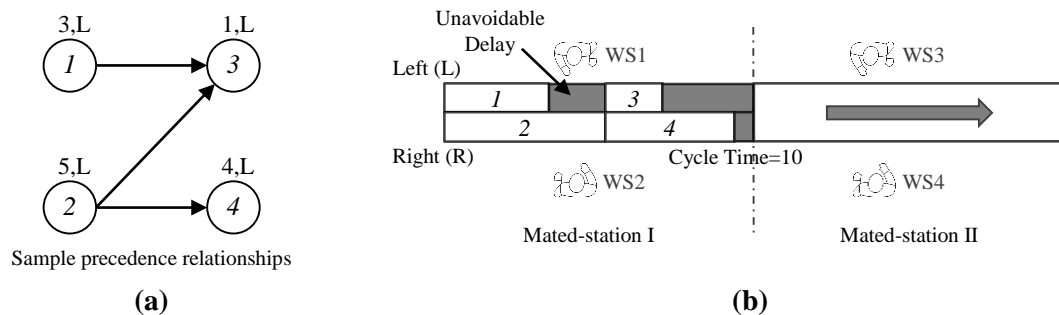 3,L
1,L
1
3
5,L
4,L
2
4
Sample precedence relationships
(a)
Unavoidable
Delay
WS1
WS3
Left (L)
1
3
2
4
Right (R)
Cycle Time=10
WS2
WS4
Mated-station I
Mated-station II
(b)